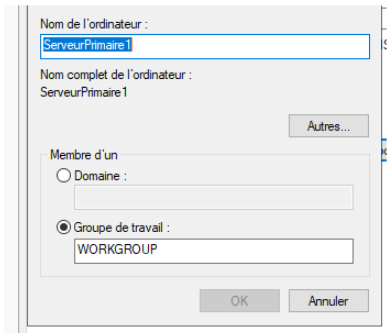 Nom de l'ordinateur :
ServeurPrimaire1
Nom complet de l'ordinateur :
ServeurPrimaire1
Autres...
Membre d'un
Domaine :
Groupe de travail :
WORKGROUP
OK
Annuler